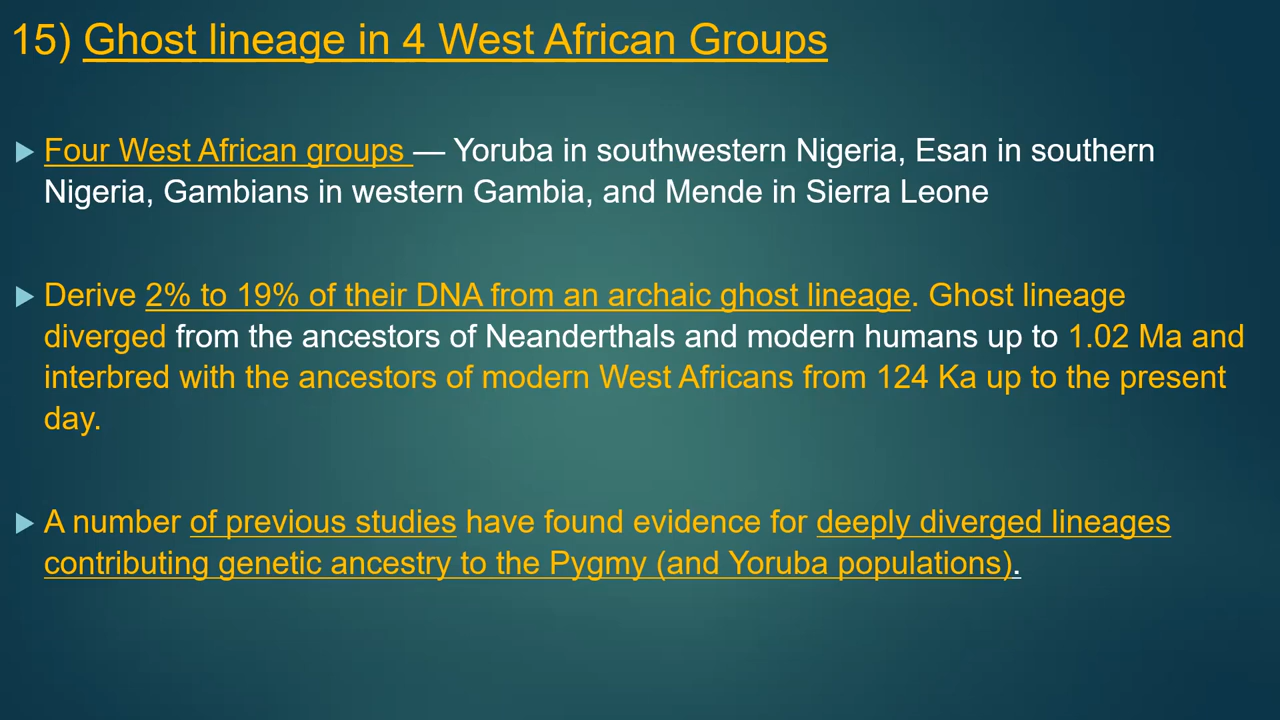 15) Ghost lineage in 4 West African Groups
Four West African groups — Yoruba in southwestern Nigeria, Esan in southern
Nigeria, Gambians in western Gambia, and Mende in Sierra Leone
Derive 2% to 19% of their DNA from an archaic ghost lineage. Ghost lineage
diverged from the ancestors of Neanderthals and modern humans up to 1.02 Ma and
interbred with the ancestors of modern West Africans from 124 Ka up to the present
day.
A number of previous studies have found evidence for deeply diverged lineages
contributing genetic ancestry to the Pygmy (and Yoruba populations).